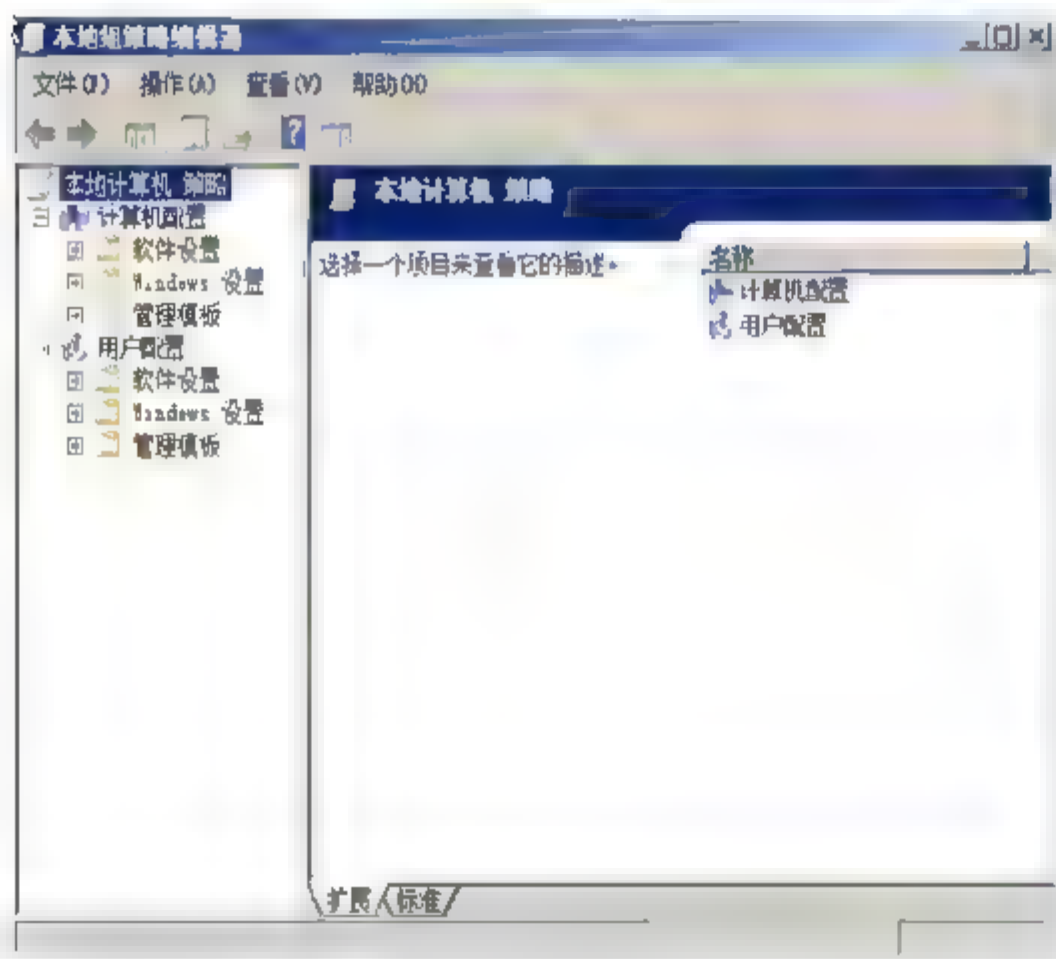 本地组策略编辑器
文件(F) 操作(A) 查看(V) 帮助(H)
本地计算机 策略
计算机配置
软件设置
Windows 设置
管理模板
用户配置
软件设置
Windows 设置
管理模板
本地计算机 策略
选择一个项目来查看它的描述。
名称
计算机配置
用户配置
扩展 标准